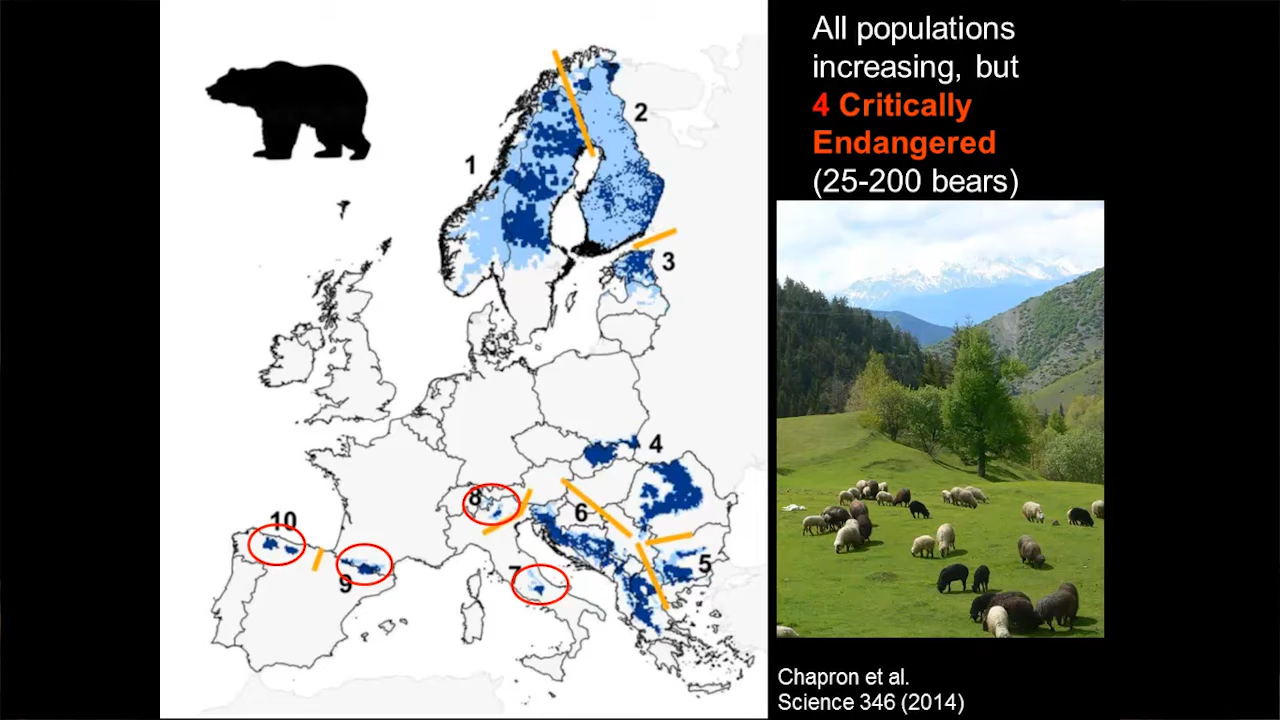 All populations
increasing, but
4 Critically
Endangered
(25-200 bears)
1
2
3
4
5
6
7
8
9
10
Chapron et al.
Science 346 (2014)